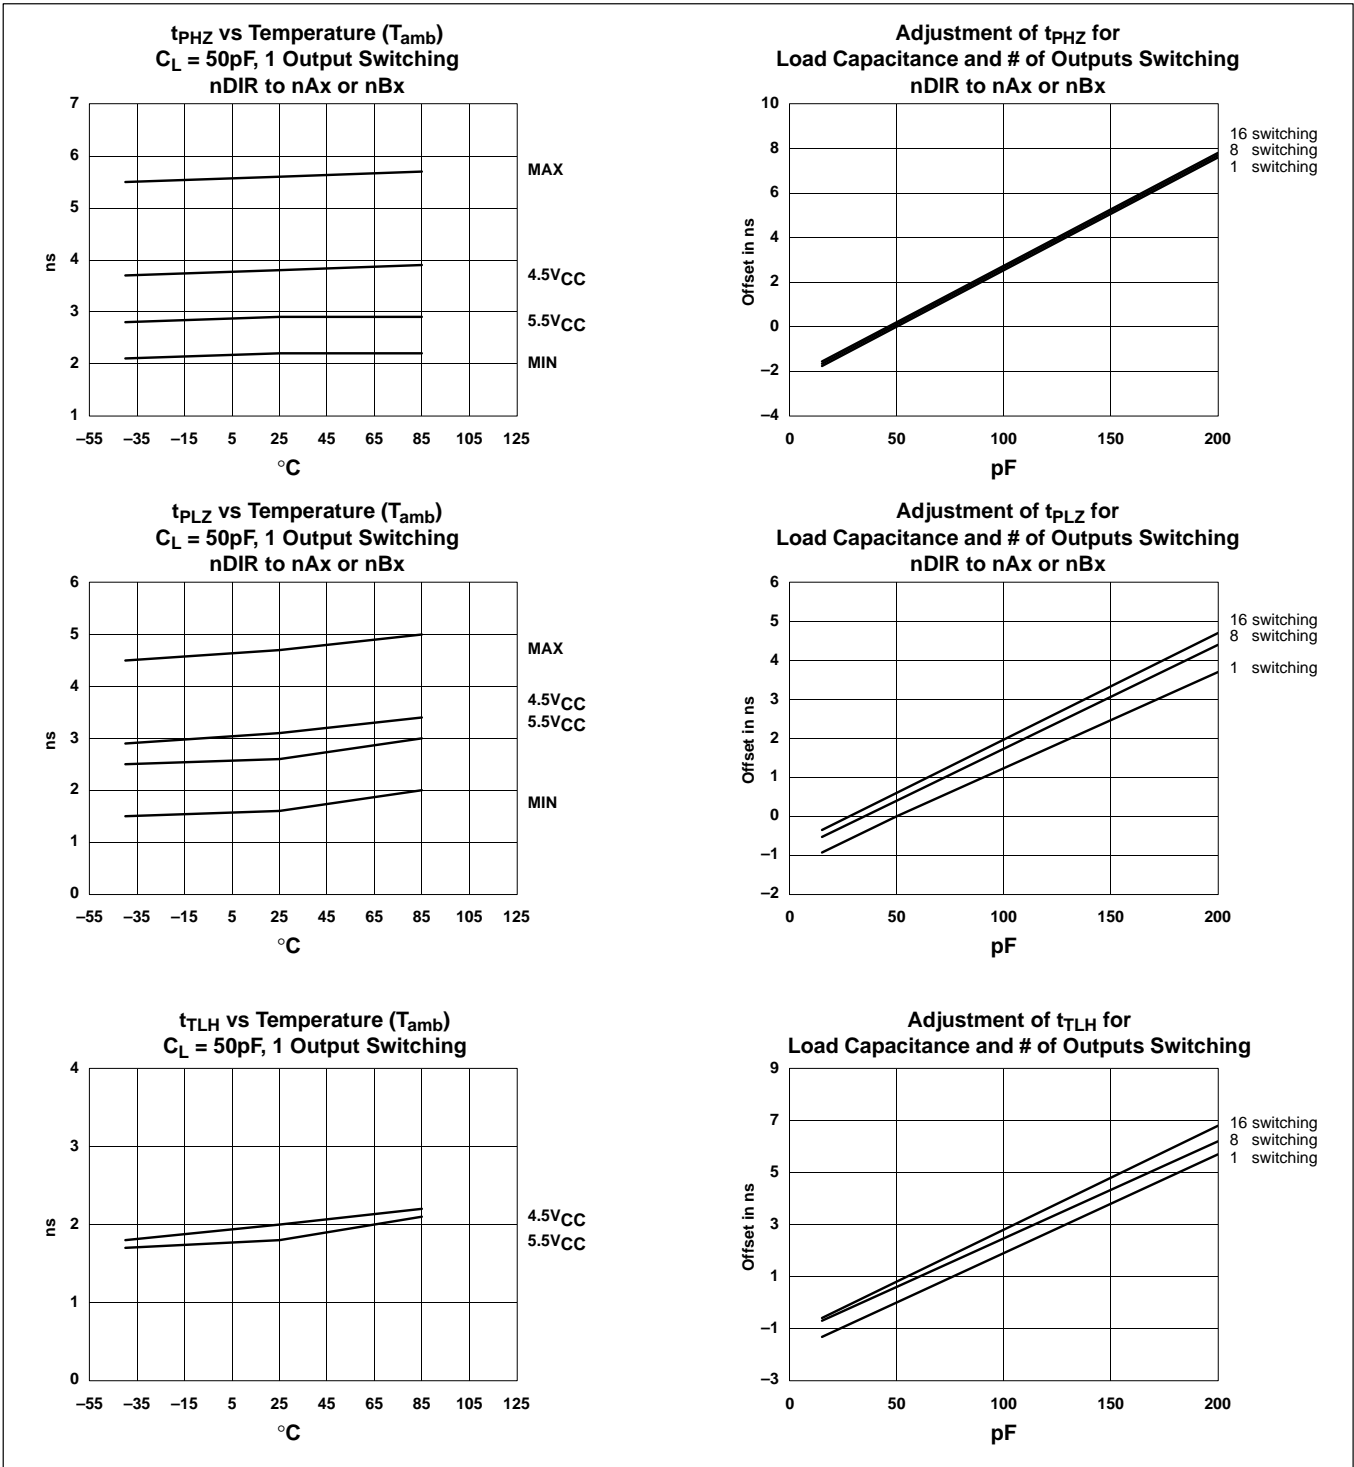 tPHZ vs Temperature (Tamb)
CL = 50pF, 1 Output Switching
nDIR to nAx or nBx
7
6
5
4
3
2
1
ns
MAX
4.5VCC
5.5VCC
MIN
–55 –35 –15 5 25 45 65 85 105 125
°C
Adjustment of tPHZ for
Load Capacitance and # of Outputs Switching
nDIR to nAx or nBx
10
8
6
4
2
0
–2
–4
Offset in ns
16 switching
8 switching
1 switching
0 50 100 150 200
pF
tPLZ vs Temperature (Tamb)
CL = 50pF, 1 Output Switching
nDIR to nAx or nBx
6
5
4
3
2
1
0
ns
MAX
4.5VCC
5.5VCC
MIN
–55 –35 –15 5 25 45 65 85 105 125
°C
Adjustment of tPLZ for
Load Capacitance and # of Outputs Switching
nDIR to nAx or nBx
6
5
4
3
2
1
0
–1
–2
Offset in ns
16 switching
8 switching
1 switching
0 50 100 150 200
pF
tTLH vs Temperature (Tamb)
CL = 50pF, 1 Output Switching
4
3
2
1
0
ns
4.5VCC
5.5VCC
–55 –35 –15 5 25 45 65 85 105 125
°C
Adjustment of tTLH for
Load Capacitance and # of Outputs Switching
9
7
5
3
1
–1
–3
Offset in ns
16 switching
8 switching
1 switching
0 50 100 150 200
pF